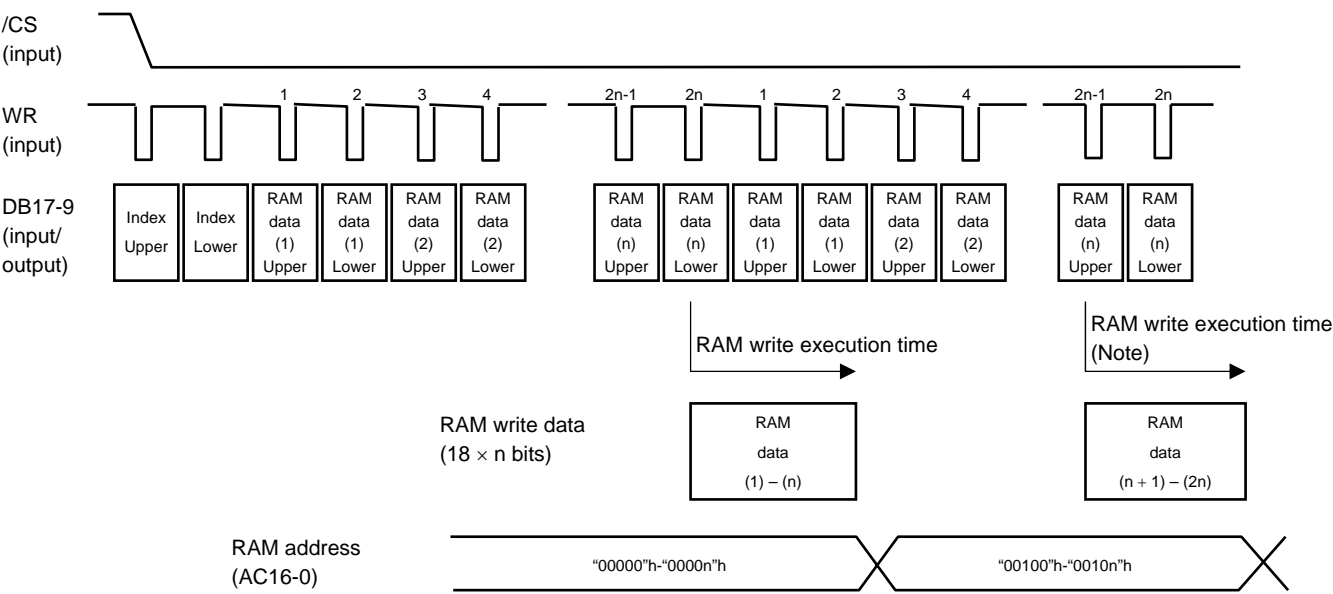 /CS
(input)
1 2 3 4 2n-1 2n 1 2 3 4 2n-1 2n
WR
(input)
DB17-9
(input/
output)
Index
Upper
Index
Lower
RAM
data
(1)
Upper
RAM
data
(1)
Lower
RAM
data
(2)
Upper
RAM
data
(2)
Lower
RAM
data
(n)
Upper
RAM
data
(n)
Lower
RAM
data
(1)
Upper
RAM
data
(1)
Lower
RAM
data
(2)
Upper
RAM
data
(2)
Lower
RAM
data
(n)
Upper
RAM
data
(n)
Lower
RAM write execution time
RAM write execution time
(Note)
RAM write data
(18 × n bits)
RAM
data
(1) – (n)
RAM
data
(n + 1) – (2n)
RAM address
(AC16-0)
“00000”h-“0000n”h
“00100”h-“0010n”h